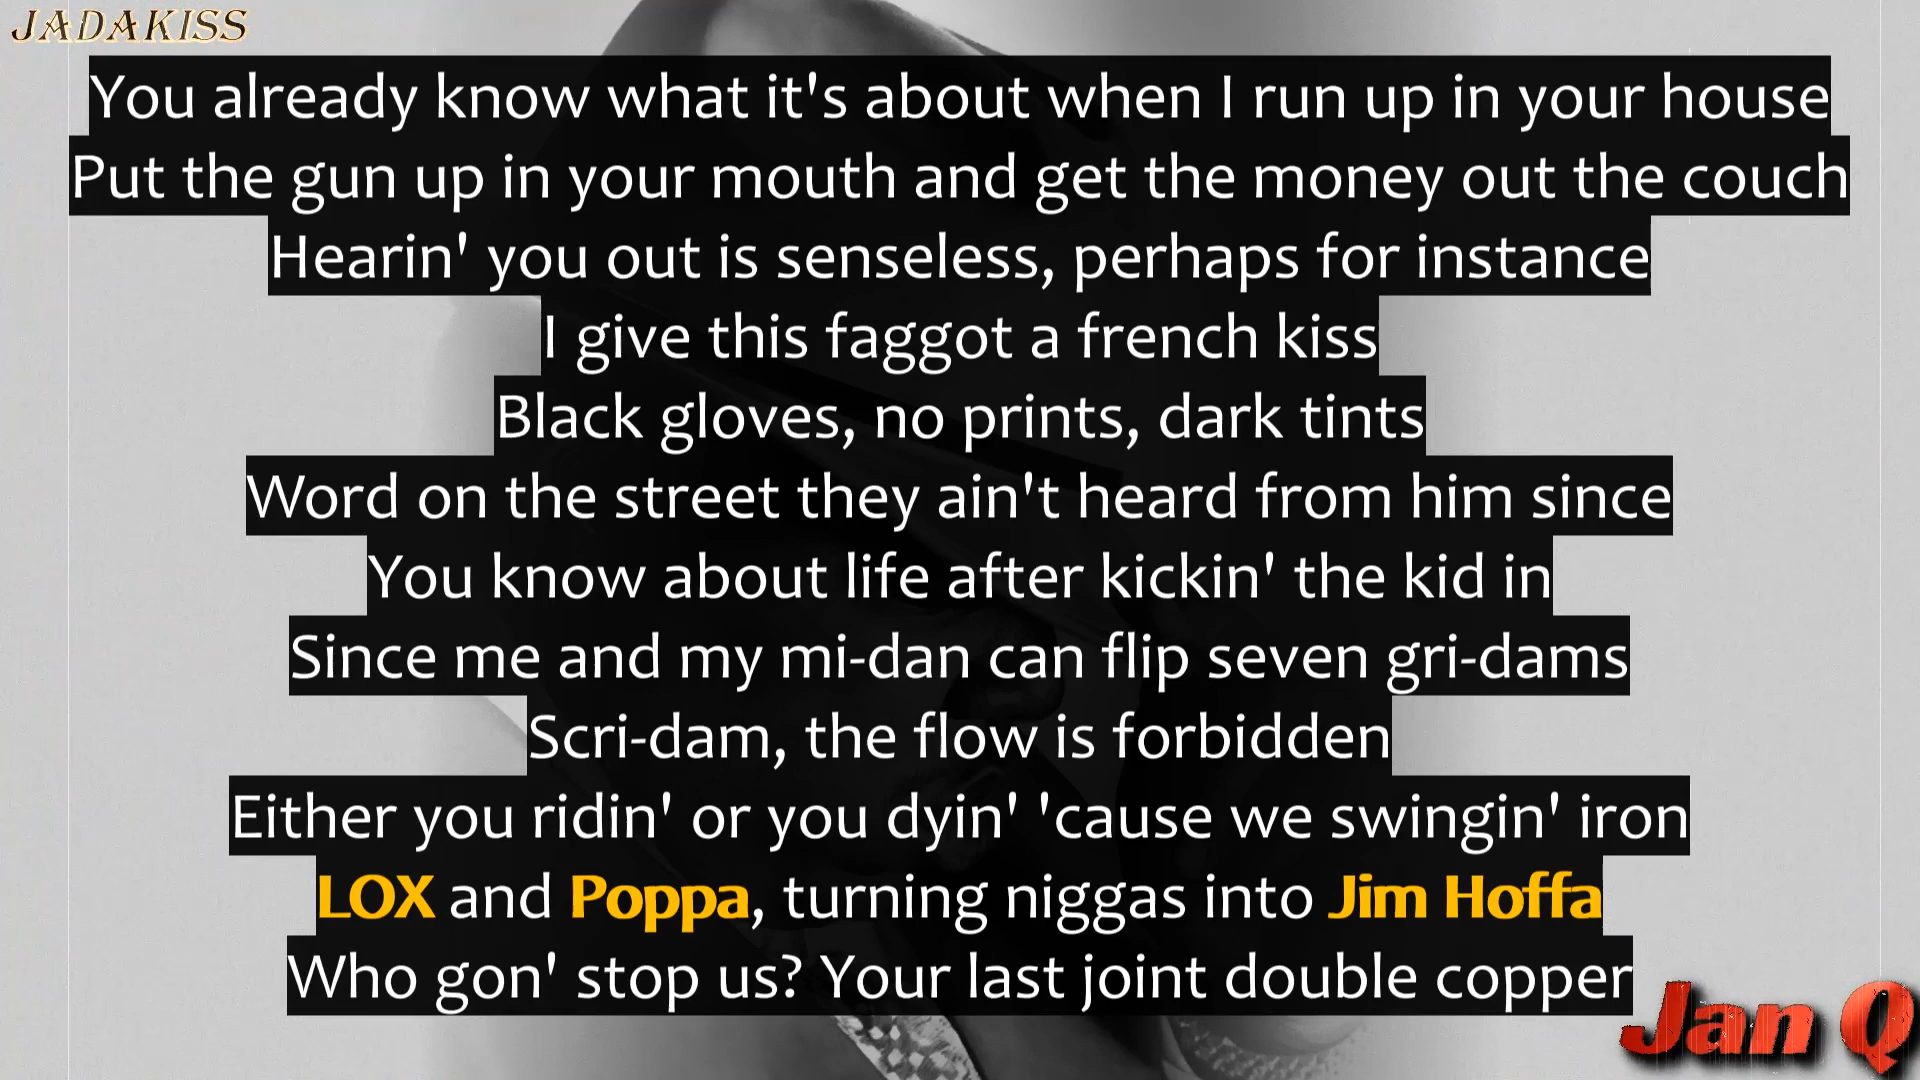 JADAKISS
You already know what it's about when I run up in your house
Put the gun up in your mouth and get the money out the couch
Hearin' you out is senseless, perhaps for instance
I give this faggot a french kiss
Black gloves, no prints, dark tints
Word on the street they ain't heard from him since
You know about life after kickin' the kid in
Since me and my mi-dan can flip seven gri-dams
Scri-dam, the flow is forbidden
Either you ridin' or you dyin' 'cause we swingin' iron
LOX and Poppa, turning niggas into Jim Hoffa
Who gon' stop us? Your last joint double copper
Jan Q